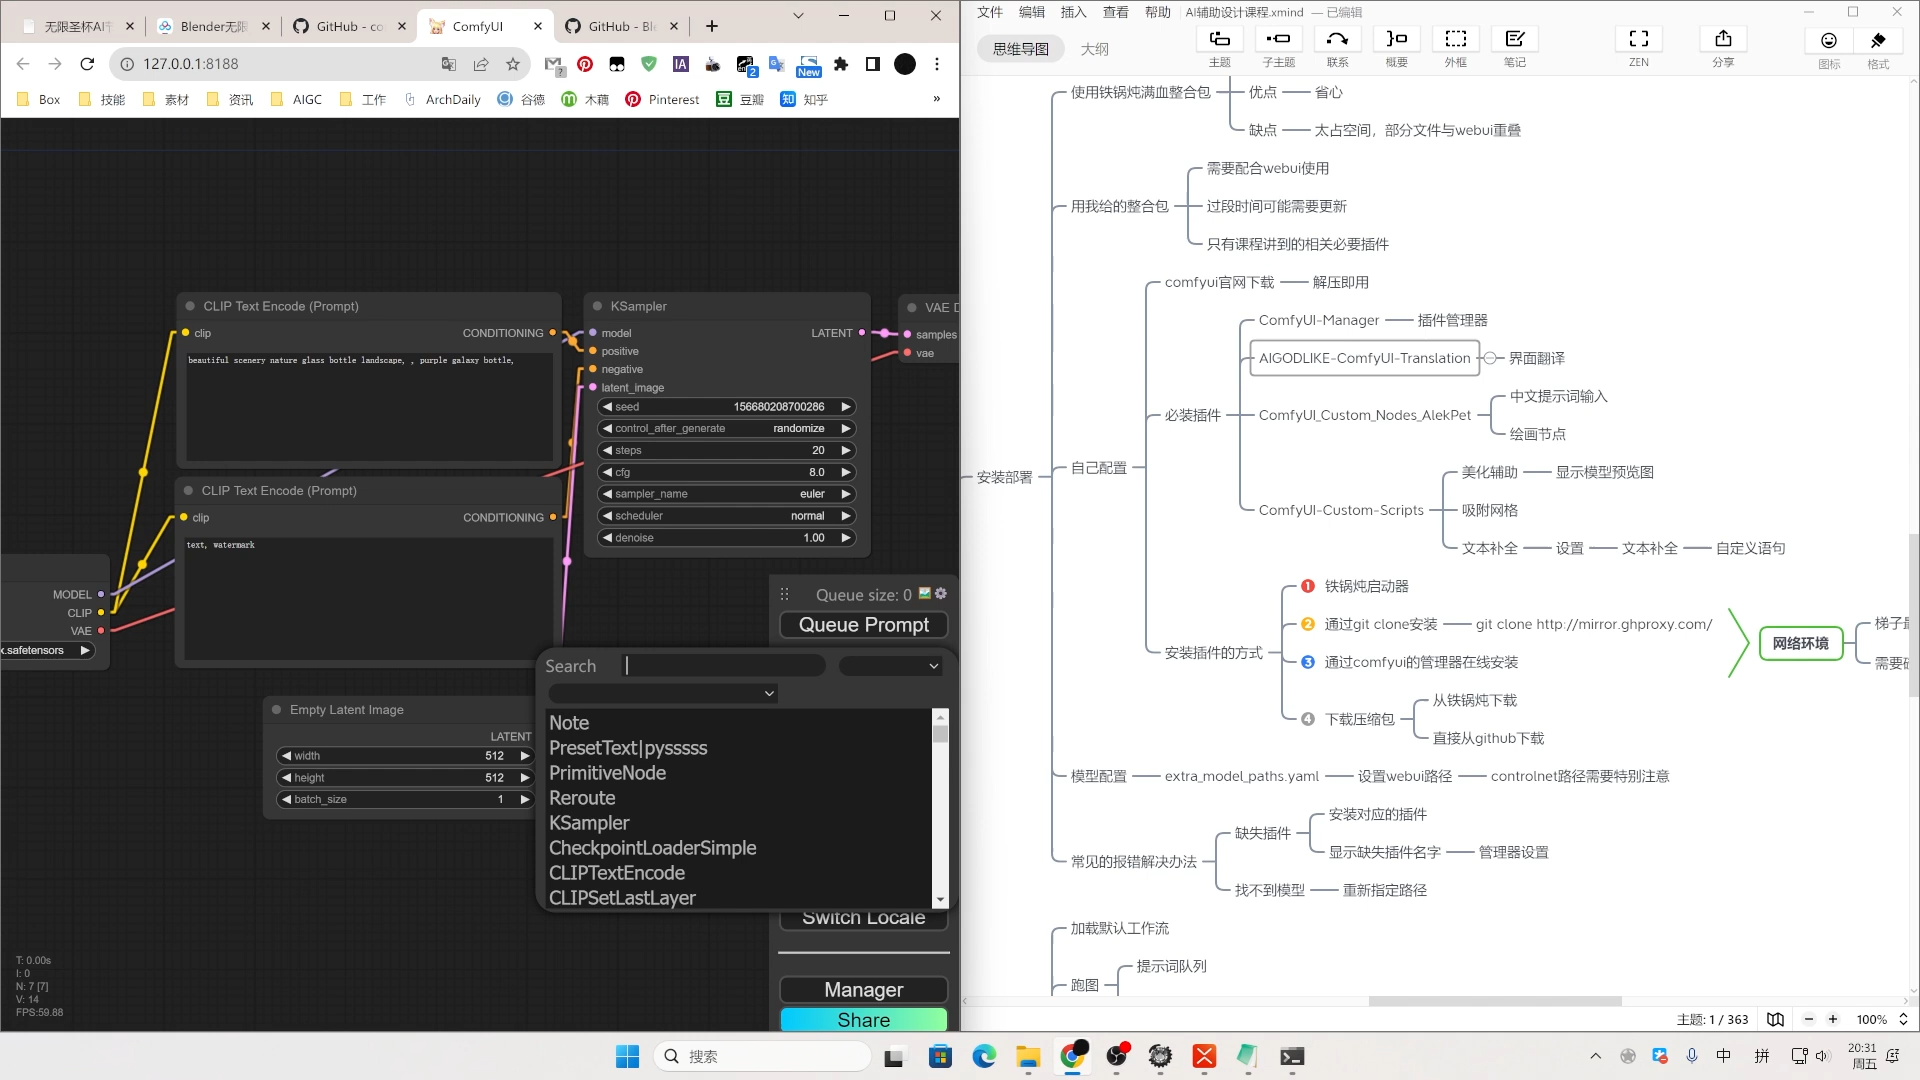 无限圣杯AI节
Blender无限
GitHub - co
ComfyUI
GitHub - Ble
127.0.0.1:8188
New
Box
技能
素材
资讯
AIGC
工作
ArchDaily
谷德
木藕
Pinterest
豆瓣
知乎
CLIP Text Encode (Prompt)
clip
CONDITIONING
beautiful scenery nature glass bottle landscape, , purple galaxy bottle,
CLIP Text Encode (Prompt)
clip
CONDITIONING
text, watermark
KSampler
model
LATENT
positive
negative
latent_image
seed 156680208700286
control_after_generate randomize
steps 20
cfg 8.0
sampler_name euler
scheduler normal
denoise 1.00
VAE D
samples
vae
MODEL
CLIP
VAE
x.safetensors
Empty Latent Image
LATENT
width 512
height 512
batch_size 1
Queue size: 0
Queue Prompt
Search
Note
PresetText|pysssss
PrimitiveNode
Reroute
KSampler
CheckpointLoaderSimple
CLIPTextEncode
CLIPSetLastLayer
Switch Locale
Manager
Share
T: 0.00s
I: 0
N: 7 [7]
V: 14
FPS:59.88
文件 编辑 插入 查看 帮助 AI辅助设计课程.xmind — 已编辑
思维导图 大纲
主题 子主题 联系 概要 外框 笔记 ZEN 分享 图标 格式
使用铁锅炖满血整合包
优点
省心
缺点
太占空间，部分文件与webui重叠
用我给的整合包
需要配合webui使用
过段时间可能需要更新
只有课程讲到的相关必要插件
安装部署
自己配置
comfyui官网下载
解压即用
必装插件
ComfyUI-Manager
插件管理器
AIGODLIKE-ComfyUI-Translation
界面翻译
ComfyUI_Custom_Nodes_AlekPet
中文提示词输入
绘画节点
ComfyUI-Custom-Scripts
美化辅助
显示模型预览图
吸附网格
文本补全
设置
文本补全
自定义语句
安装插件的方式
1 铁锅炖启动器
2 通过git clone安装
git clone http://mirror.ghproxy.com/
3 通过comfyui的管理器在线安装
4 下载压缩包
从铁锅炖下载
直接从github下载
网络环境
梯子
需要
模型配置
extra_model_paths.yaml
设置webui路径
controlnet路径需要特别注意
常见的报错解决办法
缺失插件
安装对应的插件
显示缺失插件名字
管理器设置
找不到模型
重新指定路径
加载默认工作流
跑图
提示词队列
主题: 1 / 363
100%
搜索
中
拼
20:31
周五